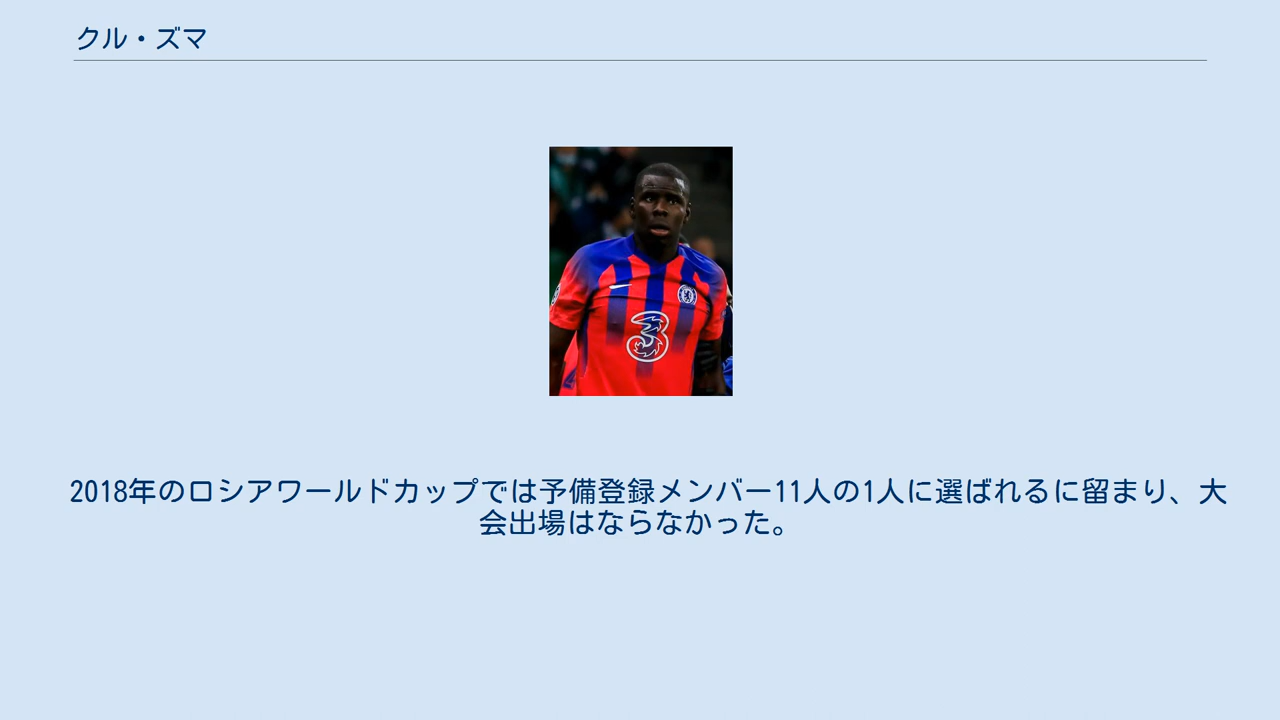 クル・ズマ
3
2018年のロシアワールドカップでは予備登録メンバー11人の1人に選ばれるに留まり、大
会出場はならなかった。